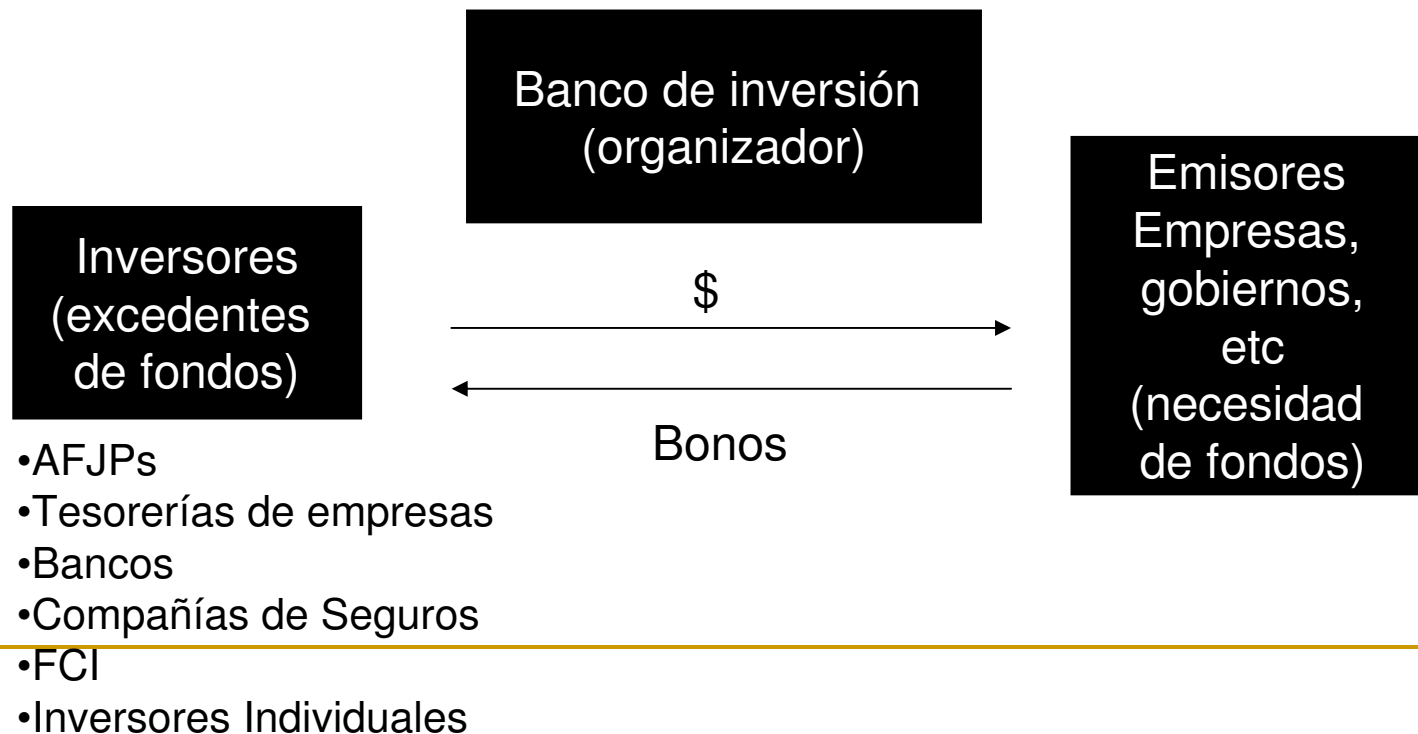 Banco de inversión
(organizador)
Inversores
(excedentes
de fondos)
$
Bonos
Emisores
Empresas,
gobiernos,
etc
(necesidad
de fondos)
•AFJPs
•Tesorerías de empresas
•Bancos
•Compañías de Seguros
•FCI
•Inversores Individuales